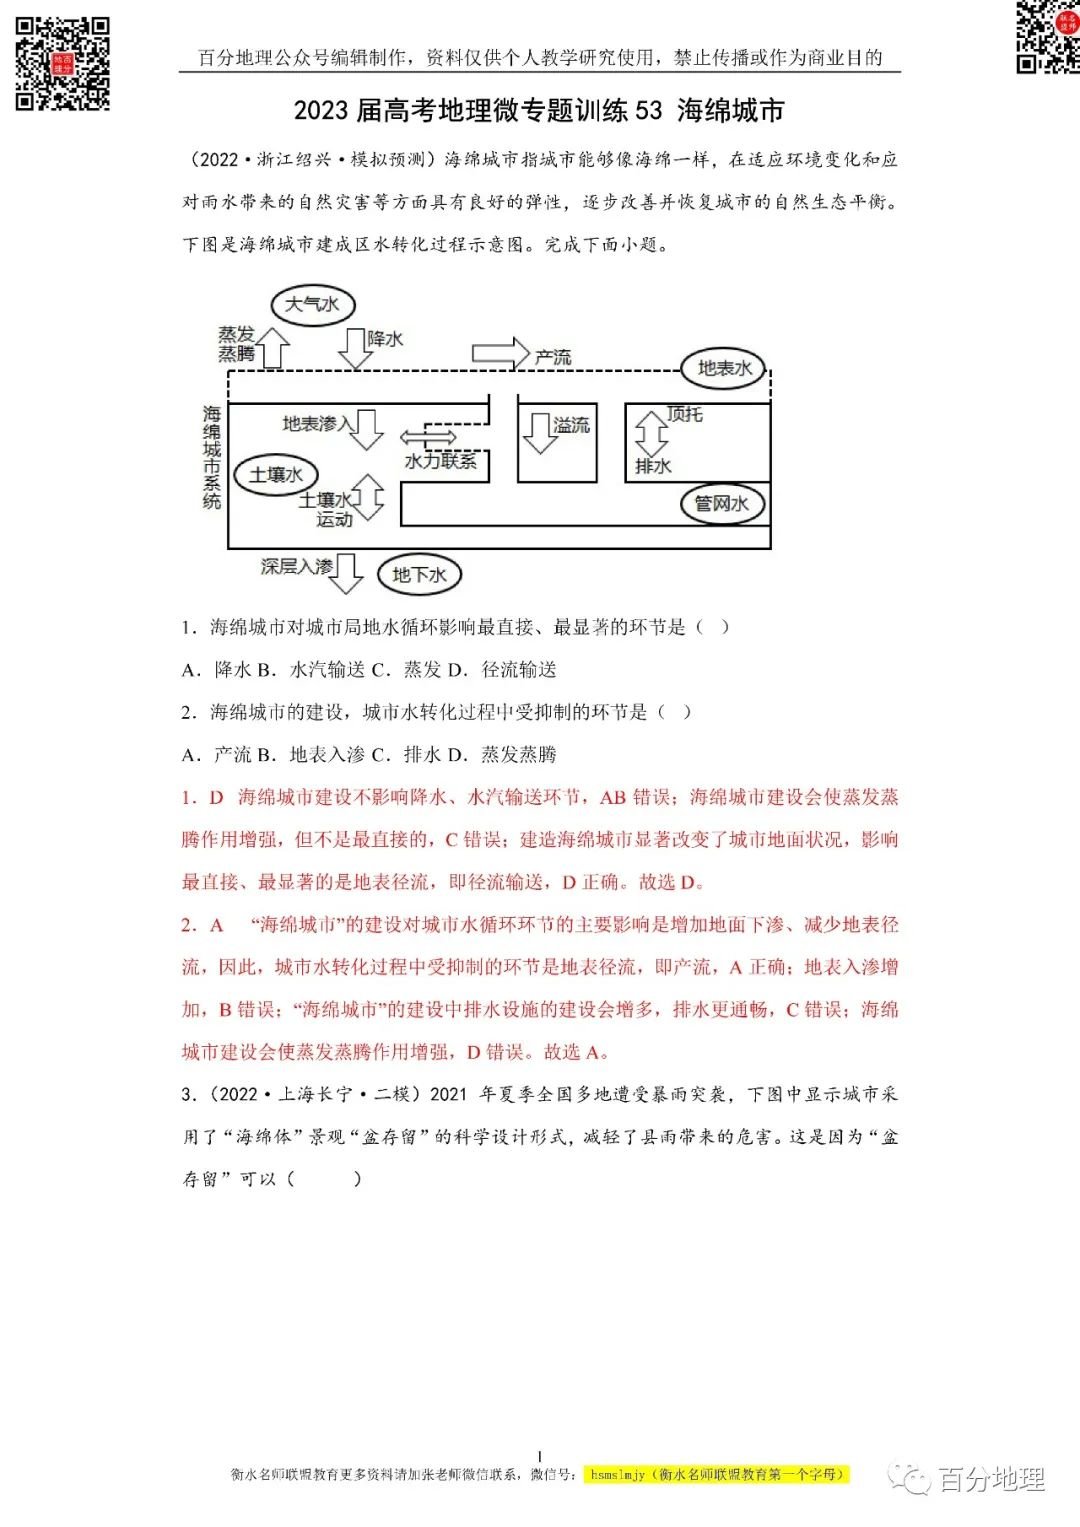 百分地理公众号编辑制作，资料仅供个人教学研究使用，禁止传播或作为商业目的
2023 届高考地理微专题训练 53 海绵城市
（2022·浙江绍兴·模拟预测）海绵城市指城市能够像海绵一样，在适应环境变化和应
对雨水带来的自然灾害等方面具有良好的弹性，逐步改善并恢复城市的自然生态平衡。
下图是海绵城市建成区水转化过程示意图。完成下面小题。
大气水
蒸发
蒸腾
降水
产流
地表水
海绵城市系统
地表渗入
溢流
顶托
水力联系
排水
土壤水
土壤水
运动
管网水
深层入渗
地下水
1．海绵城市对城市局地水循环影响最直接、最显著的环节是（ ）
A．降水 B．水汽输送 C．蒸发 D．径流输送
2．海绵城市的建设，城市水转化过程中受抑制的环节是（ ）
A．产流 B．地表入渗 C．排水 D．蒸发蒸腾
1．D 海绵城市建设不影响降水、水汽输送环节，AB 错误；海绵城市建设会使蒸发蒸
腾作用增强，但不是最直接的，C 错误；建造海绵城市显著改变了城市地面状况，影响
最直接、最显著的是地表径流，即径流输送，D 正确。故选 D。
2．A “海绵城市”的建设对城市水循环环节的主要影响是增加地面下渗、减少地表径
流，因此，城市水转化过程中受抑制的环节是地表径流，即产流，A 正确；地表入渗增
加，B 错误；“海绵城市”的建设中排水设施的建设会增多，排水更通畅，C 错误；海绵
城市建设会使蒸发蒸腾作用增强，D 错误。故选 A。
3．（2022·上海长宁·二模）2021 年夏季全国多地遭受暴雨突袭，下图中显示城市采
用了“海绵体”景观“盆存留”的科学设计形式，减轻了县雨带来的危害。这是因为“盆
存留”可以（ ）
1
衡水名师联盟教育更多资料请加张老师微信联系，微信号：hsmslmjy（衡水名师联盟教育第一个字母）
百分地理